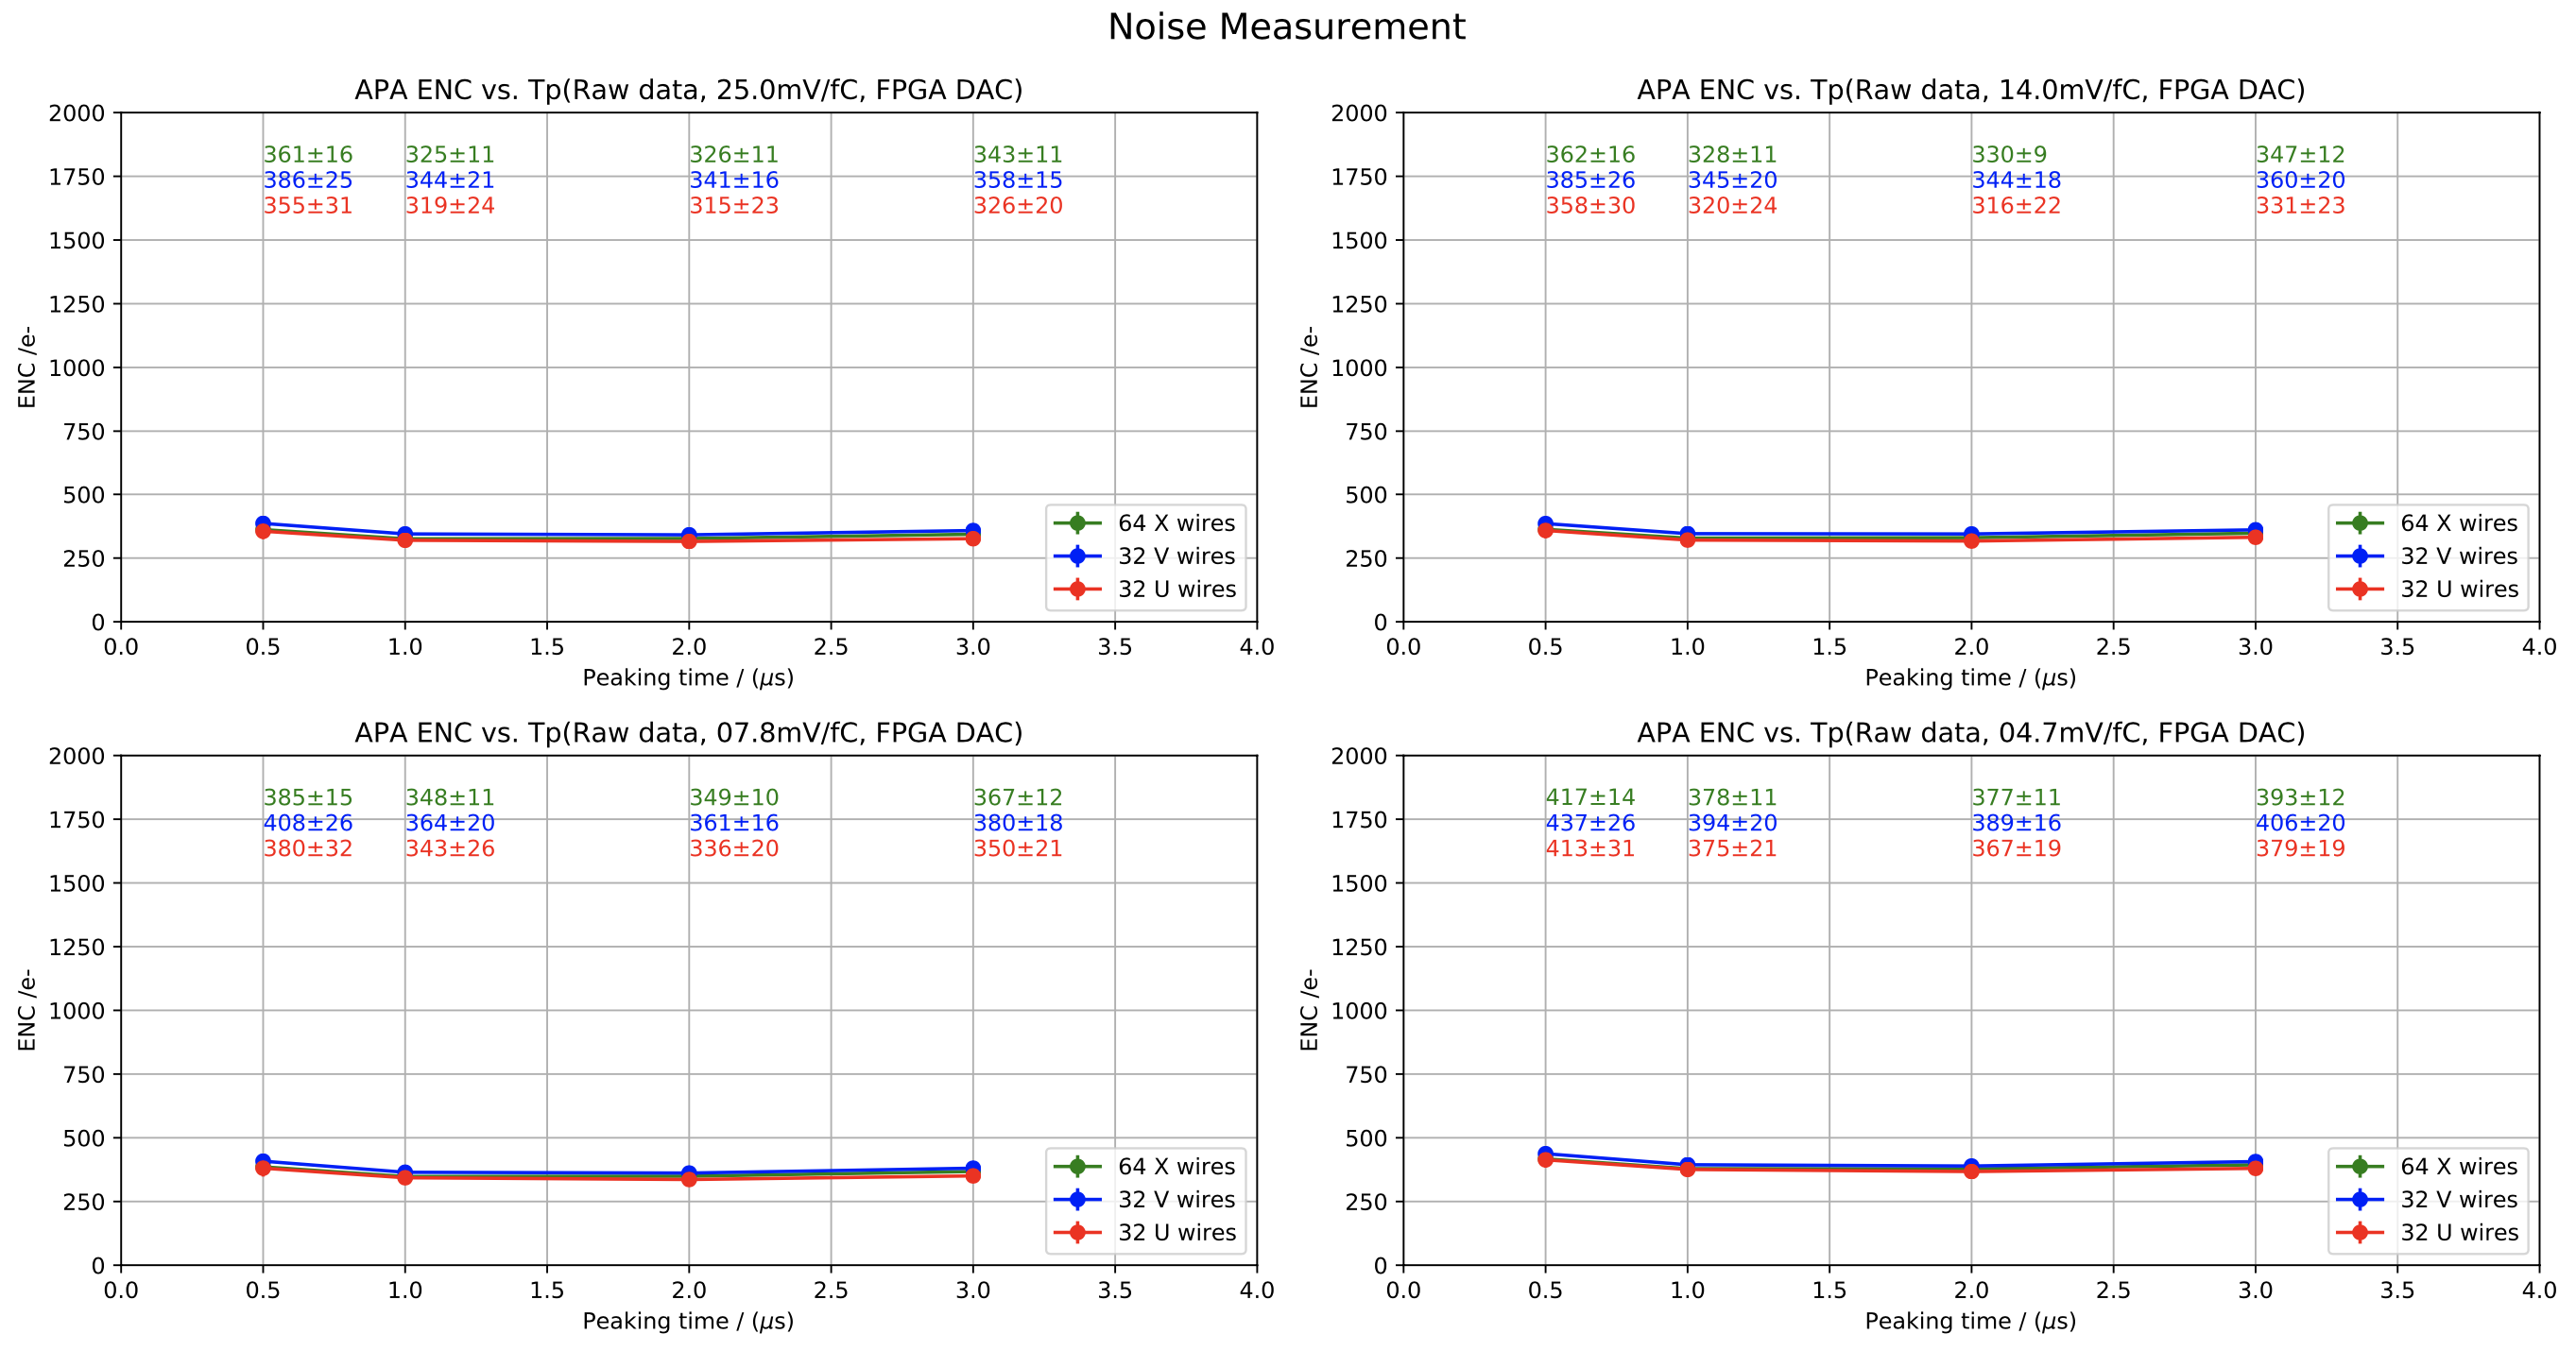 Noise Measurement
APA ENC vs. Tp(Raw data, 25.0mV/fC, FPGA DAC)
2000
1750
1500
1250
1000
750
500
250
0
ENC /e-
361±16 325±11 326±11 343±11
386±25 344±21 341±16 358±15
355±31 319±24 315±23 326±20
64 X wires
32 V wires
32 U wires
0.0 0.5 1.0 1.5 2.0 2.5 3.0 3.5 4.0
Peaking time / (μs)
APA ENC vs. Tp(Raw data, 14.0mV/fC, FPGA DAC)
2000
1750
1500
1250
1000
750
500
250
0
ENC /e-
362±16 328±11 330±9 347±12
385±26 345±20 344±18 360±20
358±30 320±24 316±22 331±23
64 X wires
32 V wires
32 U wires
0.0 0.5 1.0 1.5 2.0 2.5 3.0 3.5 4.0
Peaking time / (μs)
APA ENC vs. Tp(Raw data, 07.8mV/fC, FPGA DAC)
2000
1750
1500
1250
1000
750
500
250
0
ENC /e-
385±15 348±11 349±10 367±12
408±26 364±20 361±16 380±18
380±32 343±26 336±20 350±21
64 X wires
32 V wires
32 U wires
0.0 0.5 1.0 1.5 2.0 2.5 3.0 3.5 4.0
Peaking time / (μs)
APA ENC vs. Tp(Raw data, 04.7mV/fC, FPGA DAC)
2000
1750
1500
1250
1000
750
500
250
0
ENC /e-
417±14 378±11 377±11 393±12
437±26 394±20 389±16 406±20
413±31 375±21 367±19 379±19
64 X wires
32 V wires
32 U wires
0.0 0.5 1.0 1.5 2.0 2.5 3.0 3.5 4.0
Peaking time / (μs)